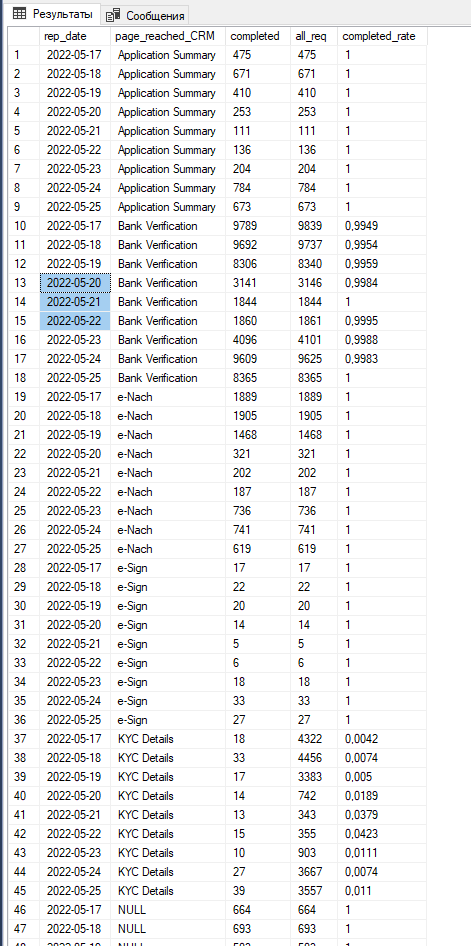 Результаты Сообщения
rep_date page_reached_CRM completed all_req completed_rate
1 2022-05-17 Application Summary 475 475 1
2 2022-05-18 Application Summary 671 671 1
3 2022-05-19 Application Summary 410 410 1
4 2022-05-20 Application Summary 253 253 1
5 2022-05-21 Application Summary 111 111 1
6 2022-05-22 Application Summary 136 136 1
7 2022-05-23 Application Summary 204 204 1
8 2022-05-24 Application Summary 784 784 1
9 2022-05-25 Application Summary 673 673 1
10 2022-05-17 Bank Verification 9789 9839 0,9949
11 2022-05-18 Bank Verification 9692 9737 0,9954
12 2022-05-19 Bank Verification 8306 8340 0,9959
13 2022-05-20 Bank Verification 3141 3146 0,9984
14 2022-05-21 Bank Verification 1844 1844 1
15 2022-05-22 Bank Verification 1860 1861 0,9995
16 2022-05-23 Bank Verification 4096 4101 0,9988
17 2022-05-24 Bank Verification 9609 9625 0,9983
18 2022-05-25 Bank Verification 8365 8365 1
19 2022-05-17 e-Nach 1889 1889 1
20 2022-05-18 e-Nach 1905 1905 1
21 2022-05-19 e-Nach 1468 1468 1
22 2022-05-20 e-Nach 321 321 1
23 2022-05-21 e-Nach 202 202 1
24 2022-05-22 e-Nach 187 187 1
25 2022-05-23 e-Nach 736 736 1
26 2022-05-24 e-Nach 741 741 1
27 2022-05-25 e-Nach 619 619 1
28 2022-05-17 e-Sign 17 17 1
29 2022-05-18 e-Sign 22 22 1
30 2022-05-19 e-Sign 20 20 1
31 2022-05-20 e-Sign 14 14 1
32 2022-05-21 e-Sign 5 5 1
33 2022-05-22 e-Sign 6 6 1
34 2022-05-23 e-Sign 18 18 1
35 2022-05-24 e-Sign 33 33 1
36 2022-05-25 e-Sign 27 27 1
37 2022-05-17 KYC Details 18 4322 0,0042
38 2022-05-18 KYC Details 33 4456 0,0074
39 2022-05-19 KYC Details 17 3383 0,005
40 2022-05-20 KYC Details 14 742 0,0189
41 2022-05-21 KYC Details 13 343 0,0379
42 2022-05-22 KYC Details 15 355 0,0423
43 2022-05-23 KYC Details 10 903 0,0111
44 2022-05-24 KYC Details 27 3667 0,0074
45 2022-05-25 KYC Details 39 3557 0,011
46 2022-05-17 NULL 664 664 1
47 2022-05-18 NULL 693 693 1